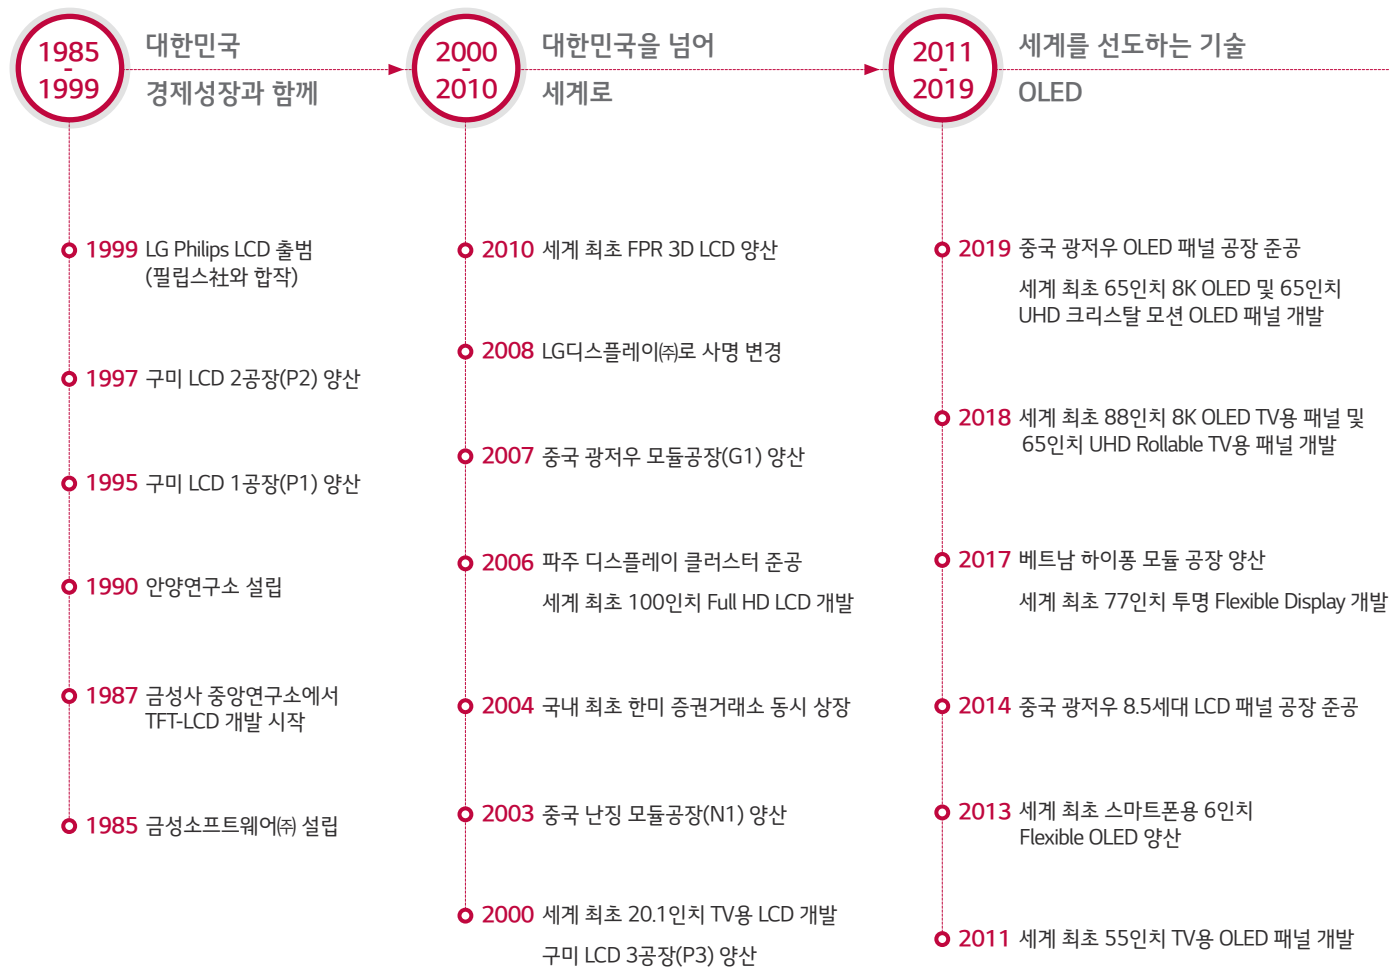 1985
-
1999
대한민국
경제성장과 함께
1999 LG Philips LCD 출범
(필립스社와 합작)
1997 구미 LCD 2공장(P2) 양산
1995 구미 LCD 1공장(P1) 양산
1990 안양연구소 설립
1987 금성사 중앙연구소에서
TFT-LCD 개발 시작
1985 금성소프트웨어㈜ 설립
2000
-
2010
대한민국을 넘어
세계로
2010 세계 최초 FPR 3D LCD 양산
2008 LG디스플레이㈜로 사명 변경
2007 중국 광저우 모듈공장(G1) 양산
2006 파주 디스플레이 클러스터 준공
세계 최초 100인치 Full HD LCD 개발
2004 국내 최초 한미 증권거래소 동시 상장
2003 중국 난징 모듈공장(N1) 양산
2000 세계 최초 20.1인치 TV용 LCD 개발
구미 LCD 3공장(P3) 양산
2011
-
2019
세계를 선도하는 기술
OLED
2019 중국 광저우 OLED 패널 공장 준공
세계 최초 65인치 8K OLED 및 65인치
UHD 크리스탈 모션 OLED 패널 개발
2018 세계 최초 88인치 8K OLED TV용 패널 및
65인치 UHD Rollable TV용 패널 개발
2017 베트남 하이퐁 모듈 공장 양산
세계 최초 77인치 투명 Flexible Display 개발
2014 중국 광저우 8.5세대 LCD 패널 공장 준공
2013 세계 최초 스마트폰용 6인치
Flexible OLED 양산
2011 세계 최초 55인치 TV용 OLED 패널 개발